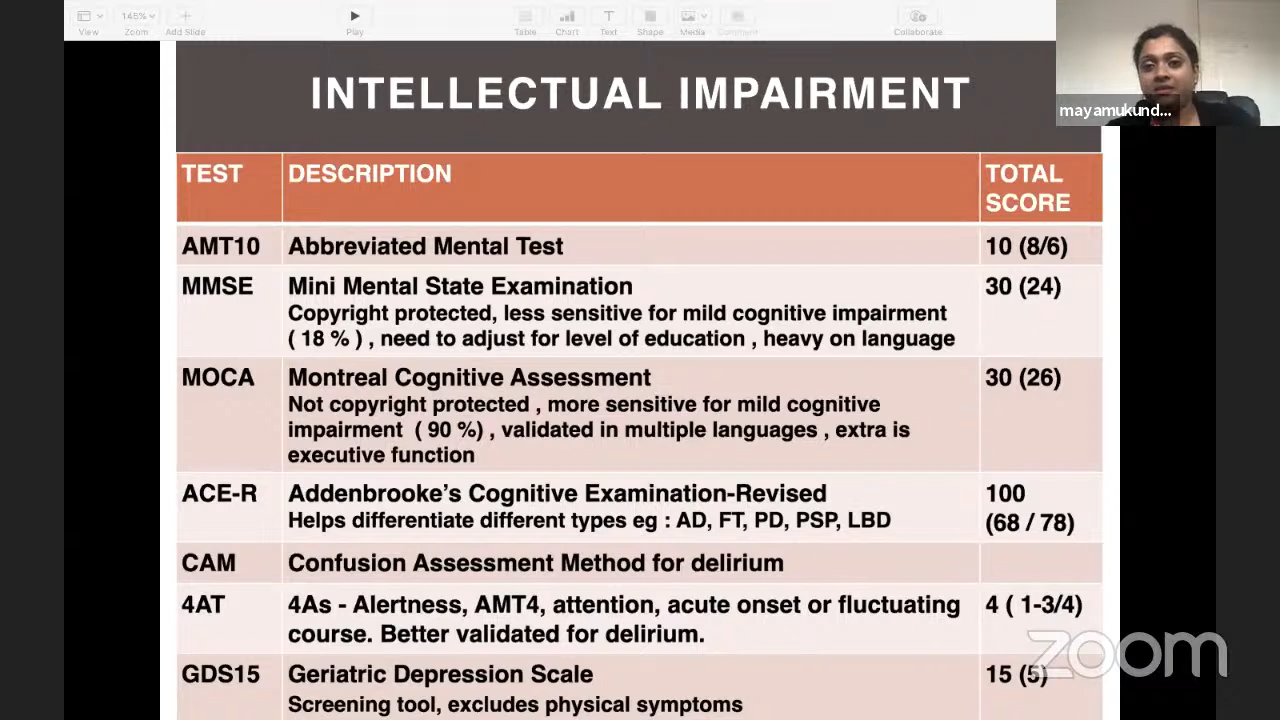 View
145%
Zoom
Add Slide
Play
Table
Chart
Text
Shape
Media
Comment
Collaborate
mayamukund...
INTELLECTUAL IMPAIRMENT
TEST DESCRIPTION TOTAL SCORE
AMT10 Abbreviated Mental Test 10 (8/6)
MMSE Mini Mental State Examination 30 (24)
Copyright protected, less sensitive for mild cognitive impairment
( 18 % ) , need to adjust for level of education , heavy on language
MOCA Montreal Cognitive Assessment 30 (26)
Not copyright protected , more sensitive for mild cognitive
impairment ( 90 %) , validated in multiple languages , extra is
executive function
ACE-R Addenbrooke's Cognitive Examination-Revised 100
Helps differentiate different types eg : AD, FT, PD, PSP, LBD (68 / 78)
CAM Confusion Assessment Method for delirium
4AT 4As - Alertness, AMT4, attention, acute onset or fluctuating 4 ( 1-3/4)
course. Better validated for delirium.
GDS15 Geriatric Depression Scale 15 (5)
Screening tool, excludes physical symptoms
zoom